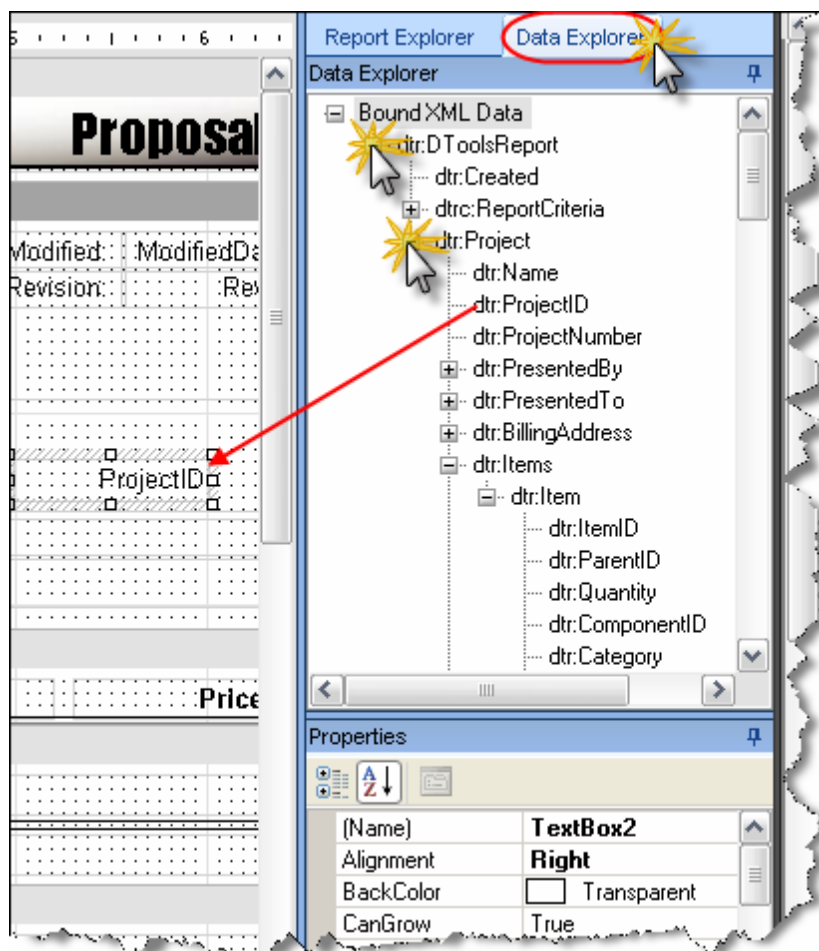 5 6
Report Explorer Data Explorer
Data Explorer
Proposal
Bound XML Data
dtr:DToolsReport
dtr:Created
dtrc:ReportCriteria
Modified: ModifiedDa
dtr:Project
Revision: Rev
dtr:Name
dtr:ProjectID
dtr:ProjectNumber
dtr:PresentedBy
dtr:PresentedTo
dtr:BillingAddress
dtr:Items
ProjectID
dtr:Item
dtr:ItemID
dtr:ParentID
dtr:Quantity
dtr:ComponentID
dtr:Category
Price
Properties
A Z
(Name) TextBox2
Alignment Right
BackColor Transparent
CanGrow True